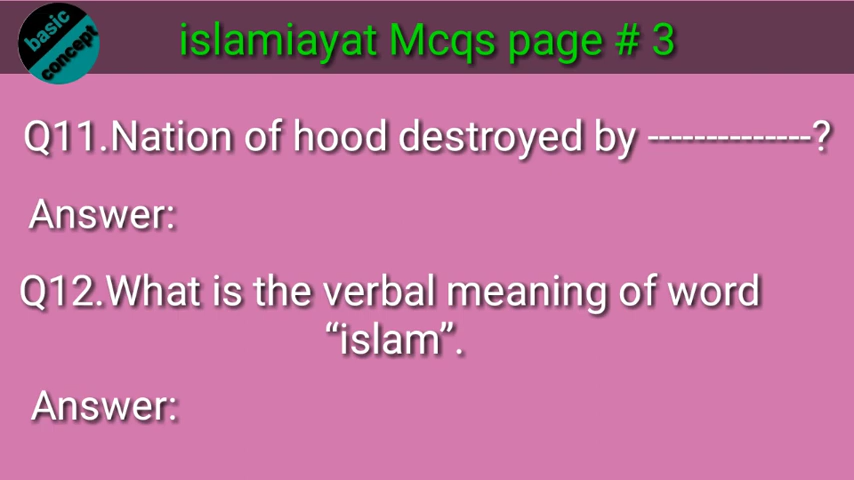 basic
concept
islamiayat Mcqs page # 3
Q11.Nation of hood destroyed by --------------?
Answer:
Q12.What is the verbal meaning of word
“islam”.
Answer: